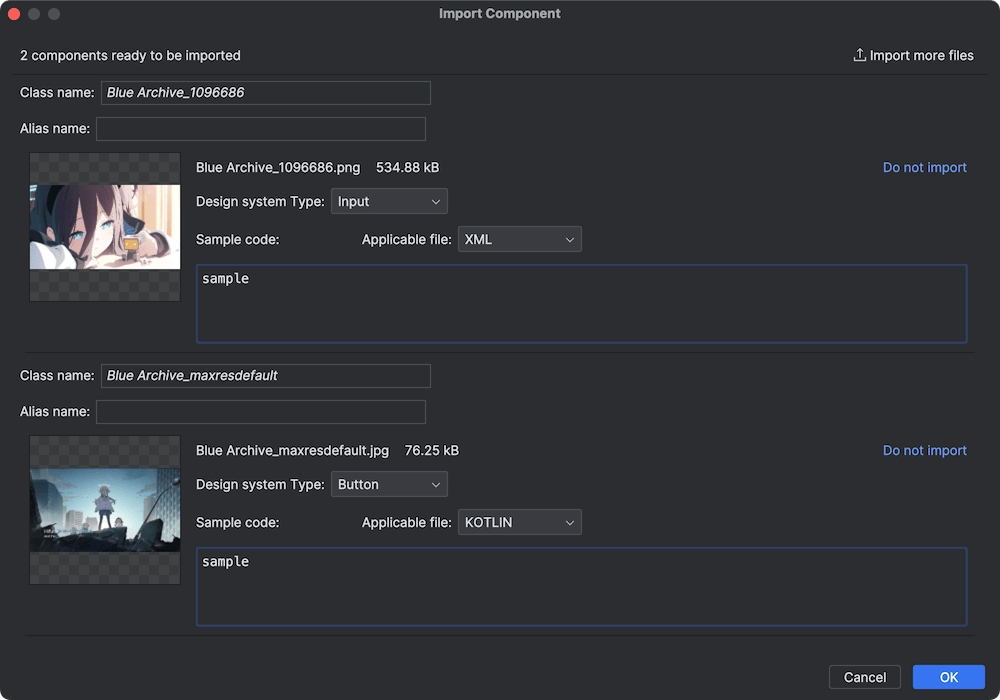 Import Component
2 components ready to be imported
Import more files
Class name: Blue Archive_1096686
Alias name:
Blue Archive_1096686.png 534.88 kB
Do not import
Design system Type: Input
Sample code: Applicable file: XML
sample
Class name: Blue Archive_maxresdefault
Alias name:
Blue Archive_maxresdefault.jpg 76.25 kB
Do not import
Design system Type: Button
Sample code: Applicable file: KOTLIN
sample
Cancel OK